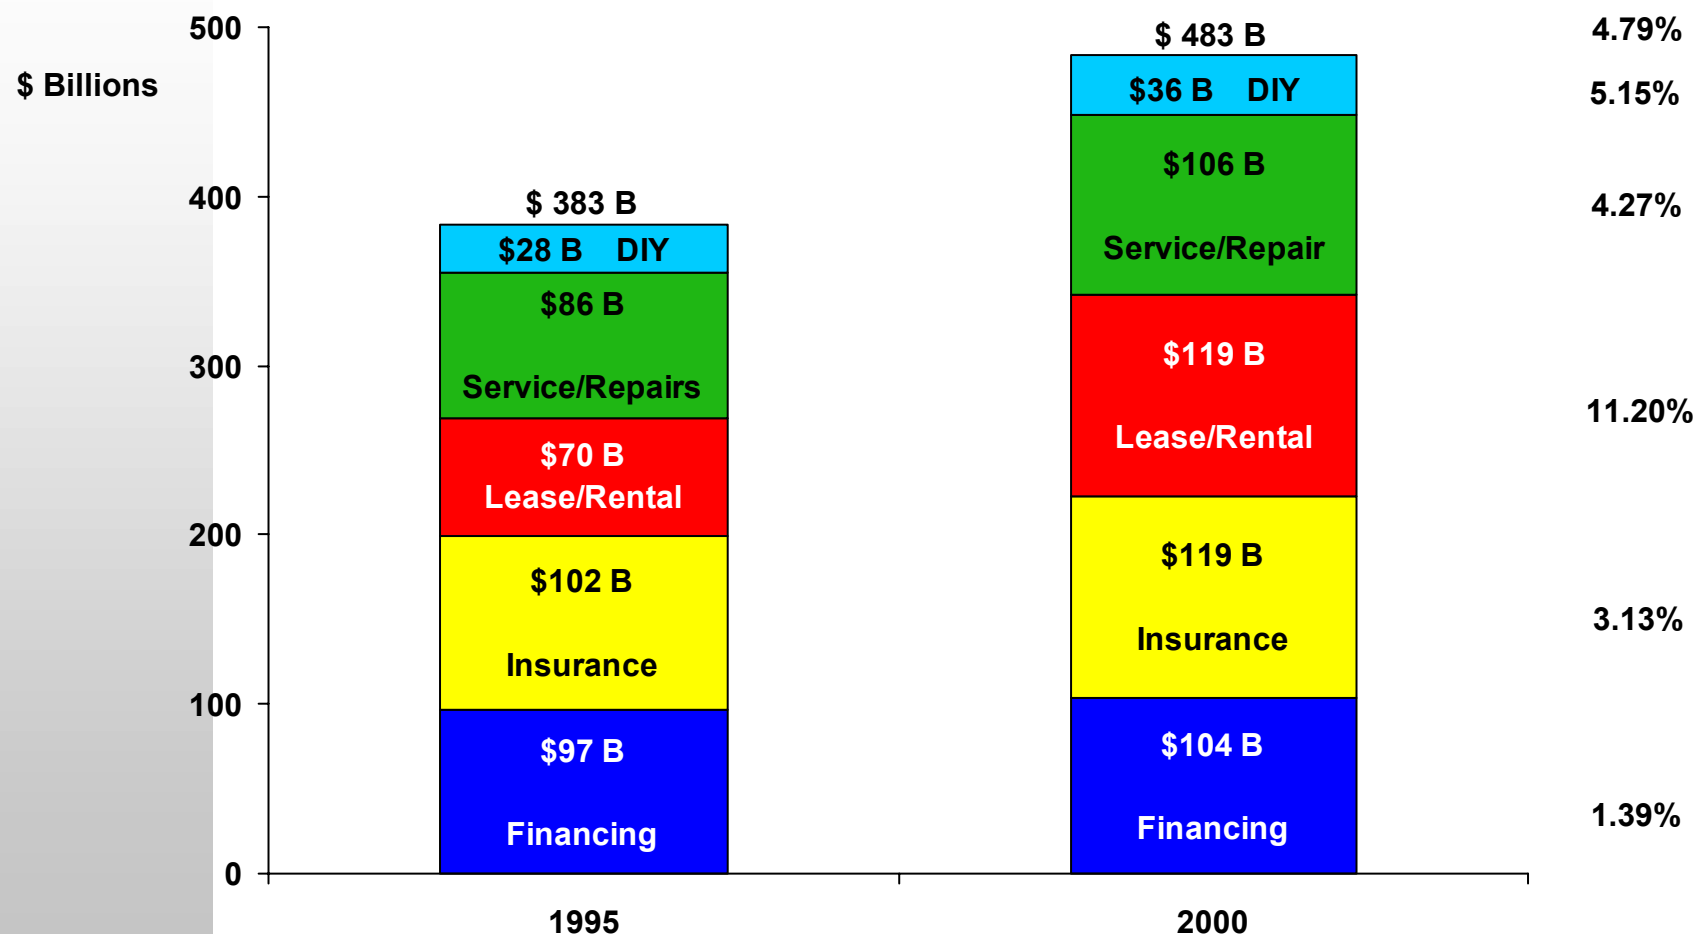 500
$ Billions
400
300
200
100
0
$ 383 B
$28 B DIY
$86 B
Service/Repairs
$70 B
Lease/Rental
$102 B
Insurance
$97 B
Financing
1995
$ 483 B
$36 B DIY
$106 B
Service/Repair
$119 B
Lease/Rental
$119 B
Insurance
$104 B
Financing
2000
4.79%
5.15%
4.27%
11.20%
3.13%
1.39%